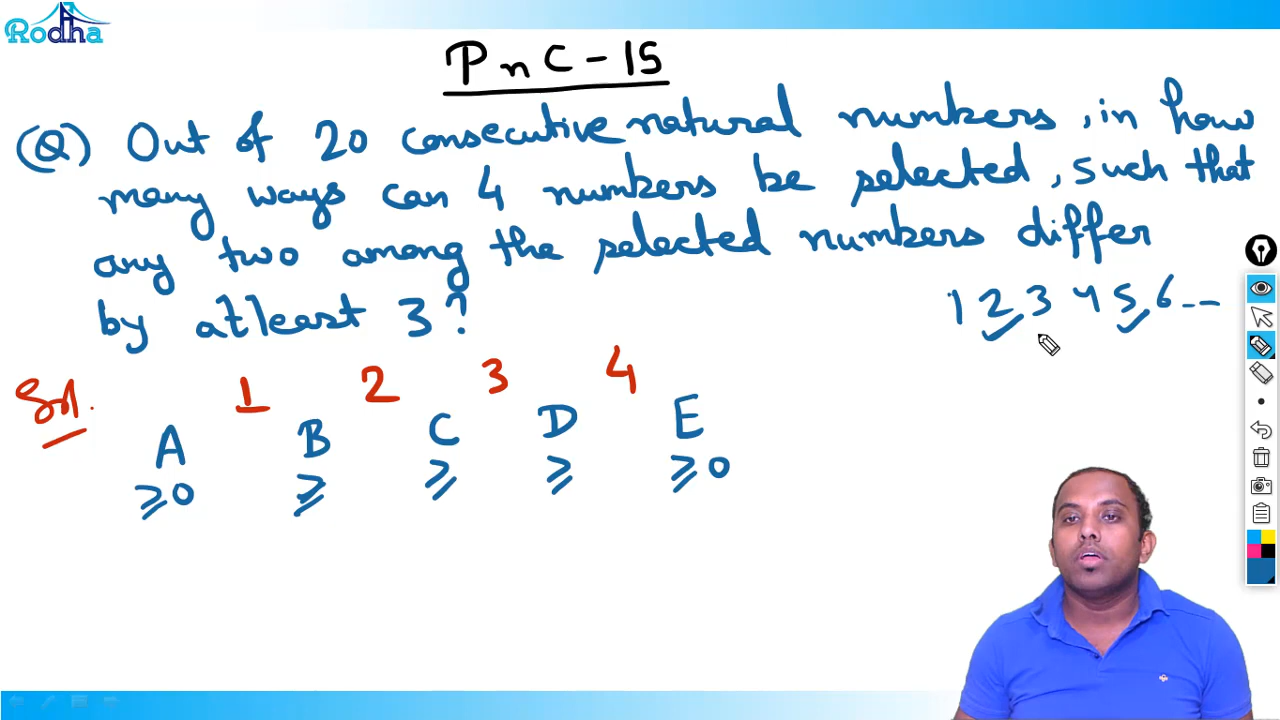 Rodha
P n C - 15
(Q) Out of 20 consecutive natural numbers, in how
many ways can 4 numbers be selected, such that
any two among the selected numbers differ
by atleast 3?
1 2 3 4 5 6 - -
Sol.
1 2 3 4
A B C D E
≥0 ≥ ≥ ≥ ≥0